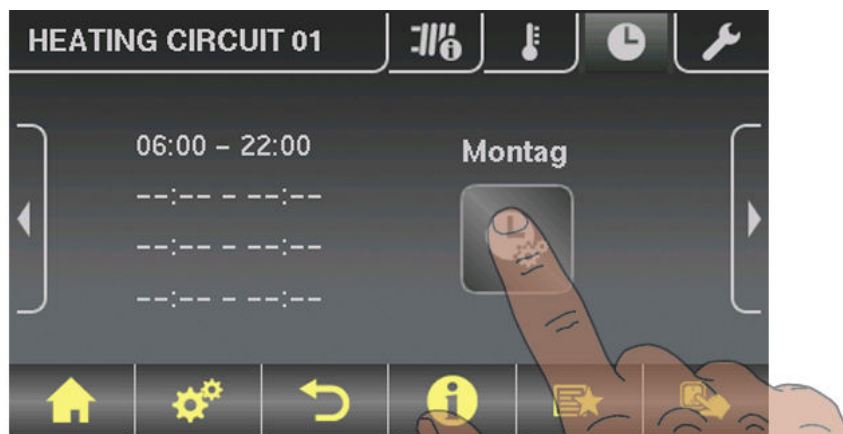 HEATING CIRCUIT 01
06:00 – 22:00
Montag
--:-- – --:--
--:-- – --:--
--:-- – --:--